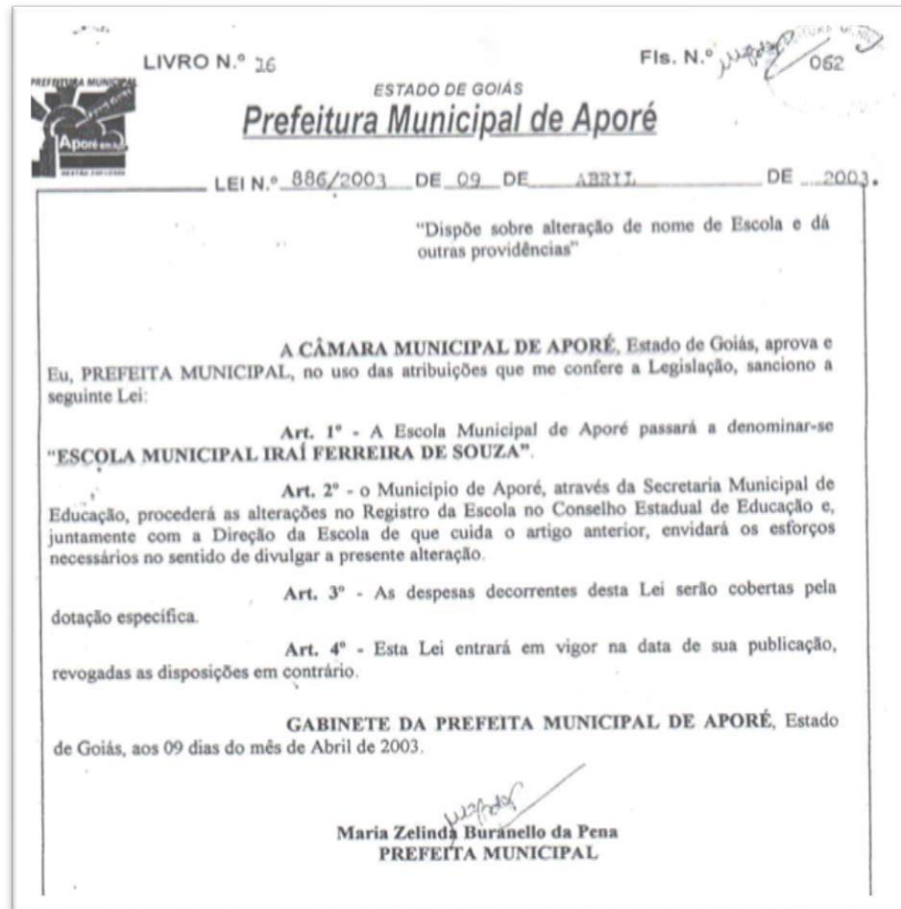 LIVRO N.º 16
Fls. N.º 062
PREFEITURA MUNICIPAL
Aporé em Ação
ESTADO DE GOIÁS
Prefeitura Municipal de Aporé
LEI N.º 886/2003 DE 09 DE ABRIL DE 2003.
"Dispõe sobre alteração de nome de Escola e dá
outras providências"
A CÂMARA MUNICIPAL DE APORÉ, Estado de Goiás, aprova e
Eu, PREFEITA MUNICIPAL, no uso das atribuições que me confere a Legislação, sanciono a
seguinte Lei:
Art. 1º - A Escola Municipal de Aporé passará a denominar-se
"ESCOLA MUNICIPAL IRAÍ FERREIRA DE SOUZA".
Art. 2º - o Município de Aporé, através da Secretaria Municipal de
Educação, procederá as alterações no Registro da Escola no Conselho Estadual de Educação e,
juntamente com a Direção da Escola de que cuida o artigo anterior, envidará os esforços
necessários no sentido de divulgar a presente alteração.
Art. 3º - As despesas decorrentes desta Lei serão cobertas pela
dotação específica.
Art. 4º - Esta Lei entrará em vigor na data de sua publicação,
revogadas as disposições em contrário.
GABINETE DA PREFEITA MUNICIPAL DE APORÉ, Estado
de Goiás, aos 09 dias do mês de Abril de 2003.
Maria Zelinda Buranello da Pena
PREFEITA MUNICIPAL